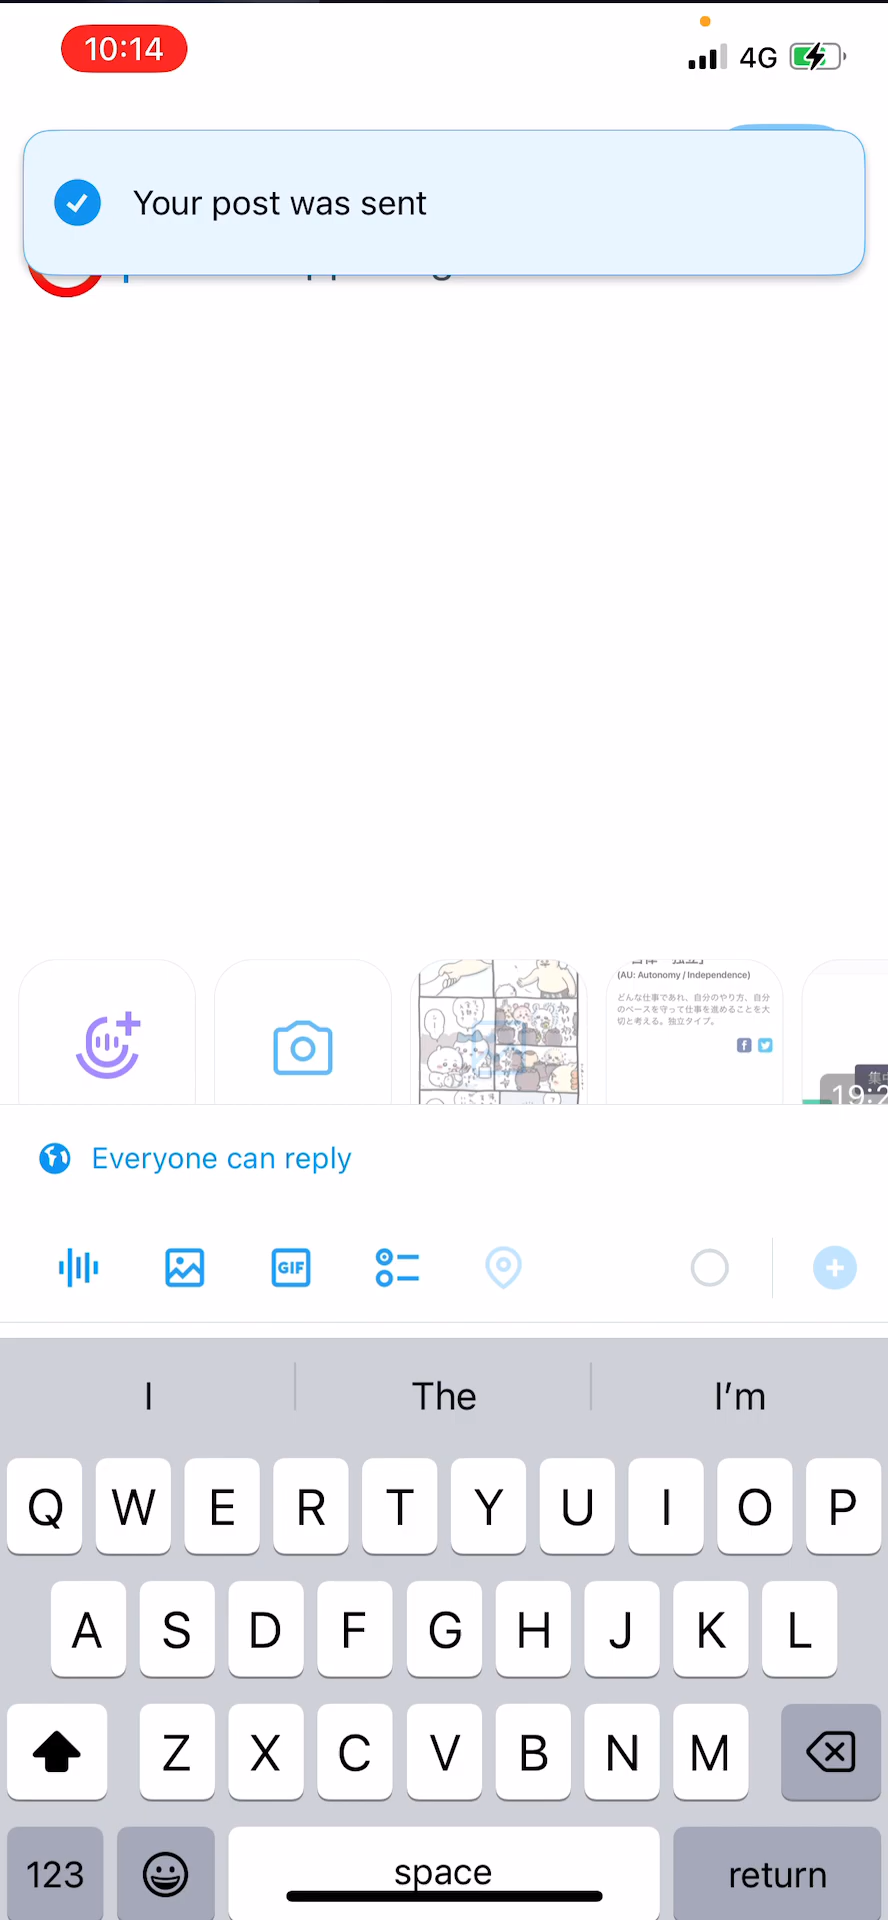 10:14
4G
Your post was sent
(AU: Autonomy / Independence)
どんな仕事であれ、自分のやり方、自分
のペースを守って仕事を進めることを大
切と考える。独立タイプ。
Everyone can reply
GIF
I The I'm
Q W E R T Y U I O P
A S D F G H J K L
Z X C V B N M
123 space return